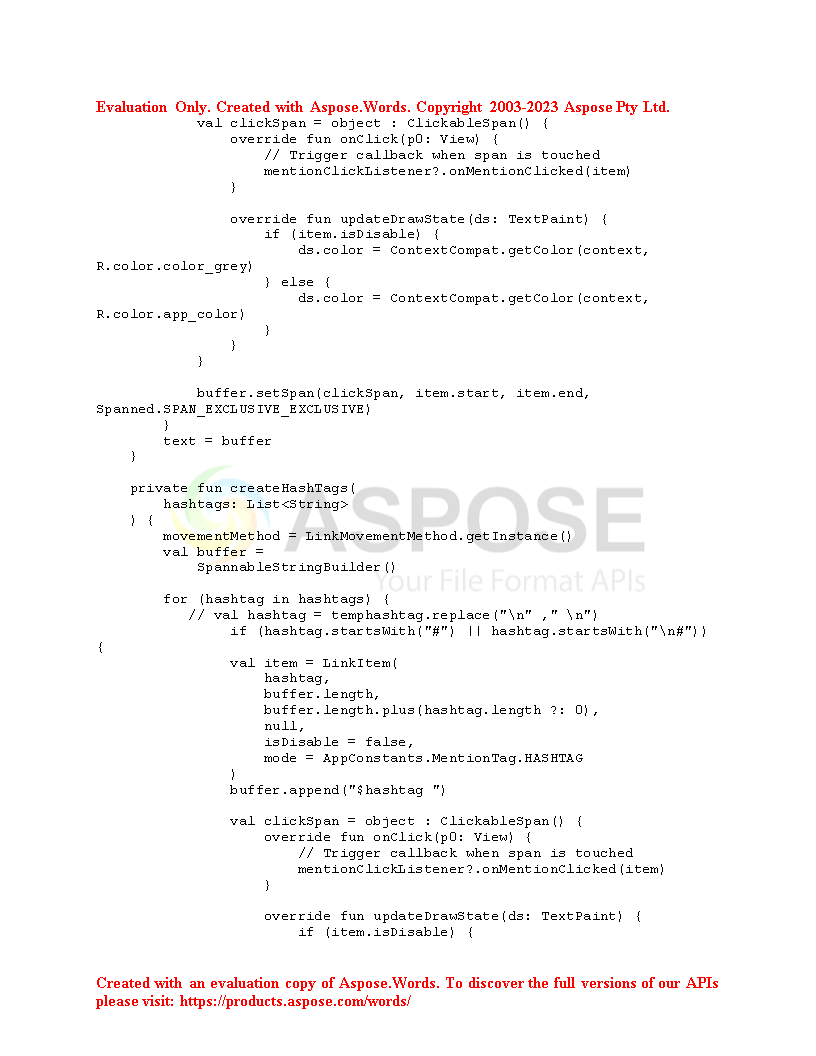 Evaluation Only. Created with Aspose.Words. Copyright 2003-2023 Aspose Pty Ltd.
            val clickSpan = object : ClickableSpan() {
                override fun onClick(p0: View) {
                    // Trigger callback when span is touched
                    mentionClickListener?.onMentionClicked(item)
                }

                override fun updateDrawState(ds: TextPaint) {
                    if (item.isDisable) {
                        ds.color = ContextCompat.getColor(context,
R.color.color_grey)
                    } else {
                        ds.color = ContextCompat.getColor(context,
R.color.app_color)
                    }
                }
            }

            buffer.setSpan(clickSpan, item.start, item.end,
Spanned.SPAN_EXCLUSIVE_EXCLUSIVE)
        }
        text = buffer
    }

    private fun createHashTags(
        hashtags: List<String>
    ) {
        movementMethod = LinkMovementMethod.getInstance()
        val buffer =
            SpannableStringBuilder()

        for (hashtag in hashtags) {
           // val hashtag = temphashtag.replace("\n" ," \n")
                if (hashtag.startsWith("#") || hashtag.startsWith("\n#"))
{
                val item = LinkItem(
                    hashtag,
                    buffer.length,
                    buffer.length.plus(hashtag.length ?: 0),
                    null,
                    isDisable = false,
                    mode = AppConstants.MentionTag.HASHTAG
                )
                buffer.append("$hashtag ")

                val clickSpan = object : ClickableSpan() {
                    override fun onClick(p0: View) {
                        // Trigger callback when span is touched
                        mentionClickListener?.onMentionClicked(item)
                    }

                    override fun updateDrawState(ds: TextPaint) {
                        if (item.isDisable) {
ASPOSE
Your File Format APIs
Created with an evaluation copy of Aspose.Words. To discover the full versions of our APIs
please visit: https://products.aspose.com/words/